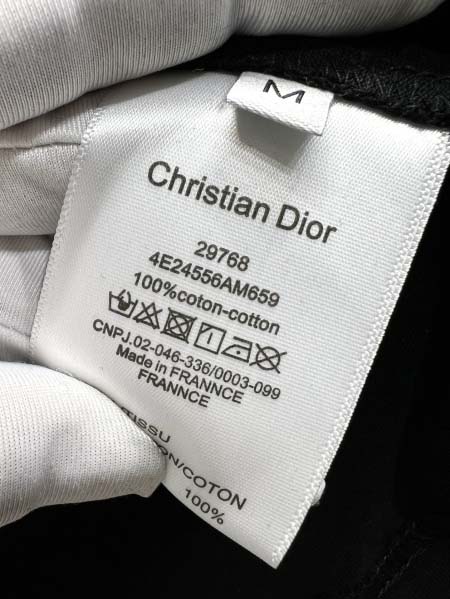 M
Christian Dior
29768
4E24556AM659
100%coton-cotton
CNPJ.02-046-336/0003-099
Made in FRANNCE
FRANNCE
TISSU
/COTON
100%